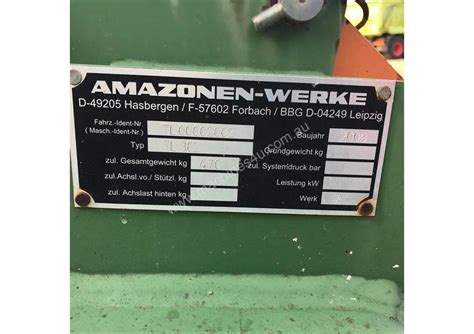 AMAZONEN-WERKE
D-49205 Hasbergen / F-57602 Forbach / BBG D-04249 Leipzig
Fahrz.-Ident-Nr.
(Masch.-Ident-Nr.)
Baujahr
Typ
Grundgewicht kg
zul. Gesamtgewicht kg
zul. Systemdruck bar
zul. Achsl.vo./ Stützl. kg
Leistung kW
zul. Achslast hinten kg
Werk